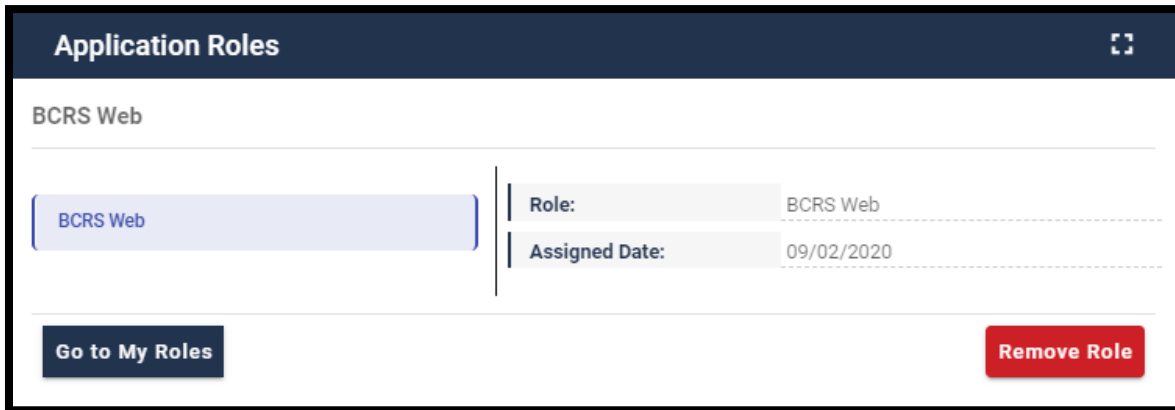 Application Roles
BCRS Web
BCRS Web
Role: BCRS Web
Assigned Date: 09/02/2020
Go to My Roles
Remove Role